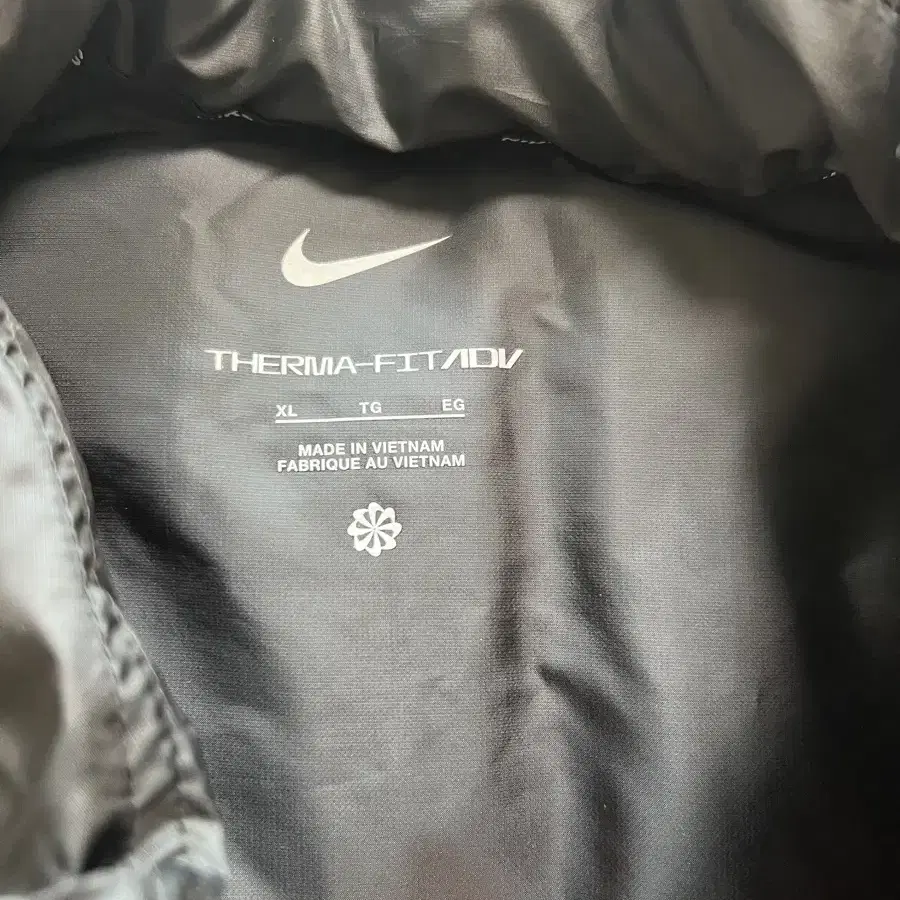 THERMA-FIT ADV
XL TG EG
MADE IN VIETNAM
FABRIQUE AU VIETNAM